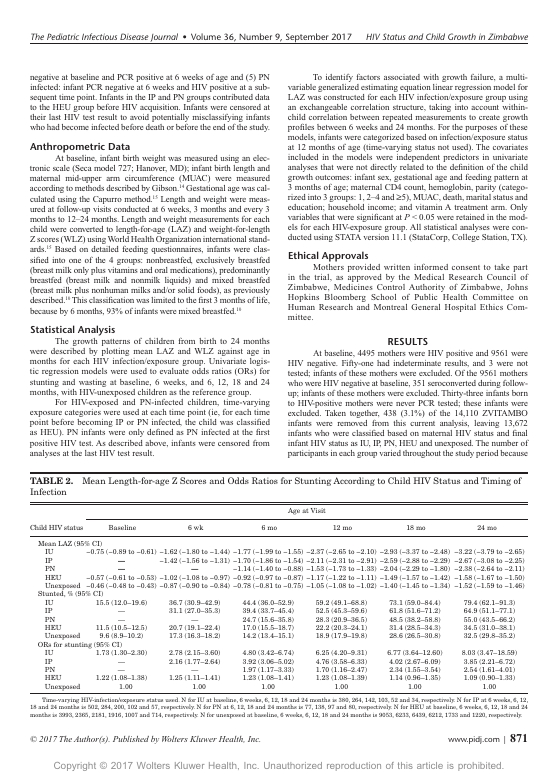 The Pediatric Infectious Disease Journal • Volume 36, Number 9, September 2017
HIV Status and Child Growth in Zimbabwe
negative at baseline and PCR positive at 6 weeks of age and (5) PN
infected: infant PCR negative at 6 weeks and HIV positive at a sub-
sequent time point. Infants in the IP and PN groups contributed data
to the HEU group before HIV acquisition. Infants were censored at
their last HIV test result to avoid potentially misclassifying infants
who had become infected before death or before the end of the study.
Anthropometric Data
At baseline, infant birth weight was measured using an elec-
tronic scale (Seca model 727; Hanover, MD); infant birth length and
maternal mid-upper arm circumference (MUAC) were measured
according to methods described by Gibson.14 Gestational age was cal-
culated using the Capurro method.15 Length and weight were meas-
ured at follow-up visits conducted at 6 weeks, 3 months and every 3
months to 12–24 months. Length and weight measurements for each
child were converted to length-for-age (LAZ) and weight-for-length
Z scores (WLZ) using World Health Organization international stand-
ards.15 Based on detailed feeding questionnaires, infants were clas-
sified into one of the 4 groups: nonbreastfed, exclusively breastfed
(breast milk only plus vitamins and oral medications), predominantly
breastfed (breast milk and nonmilk liquids) and mixed breastfed
(breast milk plus nonhuman milks and/or solid foods), as previously
described.16 This classification was limited to the first 3 months of life,
because by 6 months, 93% of infants were mixed breastfed.16
Statistical Analysis
The growth patterns of children from birth to 24 months
were described by plotting mean LAZ and WLZ against age in
months for each HIV infection/exposure group. Univariate logis-
tic regression models were used to evaluate odds ratios (ORs) for
stunting and wasting at baseline, 6 weeks, and 6, 12, 18 and 24
months, with HIV-unexposed children as the reference group.
For HIV-exposed and PN-infected children, time-varying
exposure categories were used at each time point (ie, for each time
point before becoming IP or PN infected, the child was classified
as HEU). PN infants were only defined as PN infected at the first
positive HIV test. As described above, infants were censored from
analyses at the last HIV test result.
To identify factors associated with growth failure, a multi-
variable generalized estimating equation linear regression model for
LAZ was constructed for each HIV infection/exposure group using
an exchangeable correlation structure, taking into account within-
child correlation between repeated measurements to create growth
profiles between 6 weeks and 24 months. For the purposes of these
models, infants were categorized based on infection/exposure status
at 12 months of age (time-varying status not used). The covariates
included in the models were independent predictors in univariate
analyses that were not directly related to the definition of the child
growth outcomes: infant sex, gestational age and feeding pattern at
3 months of age; maternal CD4 count, hemoglobin, parity (catego-
rized into 3 groups: 1, 2–4 and ≥5), MUAC, death, marital status and
education; household income; and vitamin A treatment arm. Only
variables that were significant at P < 0.05 were retained in the mod-
els for each HIV-exposure group. All statistical analyses were con-
ducted using STATA version 11.1 (StataCorp, College Station, TX).
Ethical Approvals
Mothers provided written informed consent to take part
in the trial, as approved by the Medical Research Council of
Zimbabwe, Medicines Control Authority of Zimbabwe, Johns
Hopkins Bloomberg School of Public Health Committee on
Human Research and Montreal General Hospital Ethics Com-
mittee.
RESULTS
At baseline, 4495 mothers were HIV positive and 9561 were
HIV negative. Fifty-one had indeterminate results, and 3 were not
tested; infants of these mothers were excluded. Of the 9561 mothers
who were HIV negative at baseline, 351 seroconverted during follow-
up; infants of these mothers were excluded. Thirty-three infants born
to HIV-positive mothers were never PCR tested; these infants were
excluded. Taken together, 438 (3.1%) of the 14,110 ZVITAMBO
infants were removed from this current analysis, leaving 13,672
infants who were classified based on maternal HIV status and final
infant HIV status as IU, IP, PN, HEU and unexposed. The number of
participants in each group varied throughout the study period because
TABLE 2. Mean Length-for-age Z Scores and Odds Ratios for Stunting According to Child HIV Status and Timing of
Infection
Age at Visit
Child HIV status Baseline 6 wk 6 mo 12 mo 18 mo 24 mo
Mean LAZ (95% CI)
IU −0.75 (−0.89 to −0.61) −1.62 (−1.80 to −1.44) −1.77 (−1.99 to −1.55) −2.37 (−2.65 to −2.10) −2.93 (−3.37 to −2.48) −3.22 (−3.79 to −2.65)
IP — −1.42 (−1.56 to −1.31) −1.70 (−1.86 to −1.54) −2.11 (−2.31 to −2.91) −2.59 (−2.88 to −2.29) −2.67 (−3.08 to −2.25)
PN — — −1.14 (−1.40 to −0.88) −1.53 (−1.73 to −1.33) −2.04 (−2.29 to −1.80) −2.38 (−2.64 to −2.11)
HEU −0.57 (−0.61 to −0.53) −1.02 (−1.08 to −0.97) −0.92 (−0.97 to −0.87) −1.17 (−1.22 to −1.11) −1.49 (−1.57 to −1.42) −1.58 (−1.67 to −1.50)
Unexposed −0.46 (−0.48 to −0.43) −0.87 (−0.90 to −0.84) −0.78 (−0.81 to −0.75) −1.05 (−1.08 to −1.02) −1.40 (−1.45 to −1.34) −1.52 (−1.59 to −1.46)
Stunted, % (95% CI)
IU 15.5 (12.0–19.6) 36.7 (30.9–42.9) 44.4 (36.0–52.9) 59.2 (49.1–68.8) 73.1 (59.0–84.4) 79.4 (62.1–91.3)
IP — 31.1 (27.0–35.3) 39.4 (33.7–45.4) 52.5 (45.3–59.6) 61.8 (51.6–71.2) 64.9 (51.1–77.1)
PN — — 24.7 (15.6–35.8) 28.3 (20.9–36.5) 48.5 (38.2–58.8) 55.0 (43.5–66.2)
HEU 11.5 (10.5–12.5) 20.7 (19.1–22.4) 17.0 (15.5–18.7) 22.2 (20.3–24.1) 31.4 (28.5–34.3) 34.5 (31.0–38.1)
Unexposed 9.6 (8.9–10.2) 17.3 (16.3–18.2) 14.2 (13.4–15.1) 18.9 (17.9–19.8) 28.6 (26.5–30.8) 32.5 (29.8–35.2)
ORs for stunting (95% CI)
IU 1.73 (1.30–2.30) 2.78 (2.15–3.60) 4.80 (3.42–6.74) 6.25 (4.20–9.31) 6.77 (3.64–12.60) 8.03 (3.47–18.59)
IP — 2.16 (1.77–2.64) 3.92 (3.06–5.02) 4.76 (3.58–6.33) 4.02 (2.67–6.09) 3.85 (2.21–6.72)
PN — — 1.97 (1.17–3.33) 1.70 (1.16–2.47) 2.34 (1.55–3.54) 2.54 (1.61–4.01)
HEU 1.22 (1.08–1.38) 1.25 (1.11–1.41) 1.23 (1.08–1.41) 1.23 (1.08–1.39) 1.14 (0.96–1.35) 1.09 (0.90–1.33)
Unexposed 1.00 1.00 1.00 1.00 1.00 1.00
Time-varying HIV-infection/exposure status used. N for IU at baseline, 6 weeks, 6, 12, 18 and 24 months is 390, 264, 142, 103, 52 and 34, respectively. N for IP at 6 weeks, 6, 12,
18 and 24 months is 502, 284, 200, 102 and 57, respectively. N for PN at 6, 12, 18 and 24 months is 77, 138, 97 and 80, respectively. N for HEU at baseline, 6 weeks, 6, 12, 18 and 24
months is 3993, 2365, 2181, 1916, 1007 and 714, respectively. N for unexposed at baseline, 6 weeks, 6, 12, 18 and 24 months is 9053, 6233, 6439, 6212, 1733 and 1220, respectively.
© 2017 The Author(s). Published by Wolters Kluwer Health, Inc.
www.pidj.com | 871
Copyright © 2017 Wolters Kluwer Health, Inc. Unauthorized reproduction of this article is prohibited.